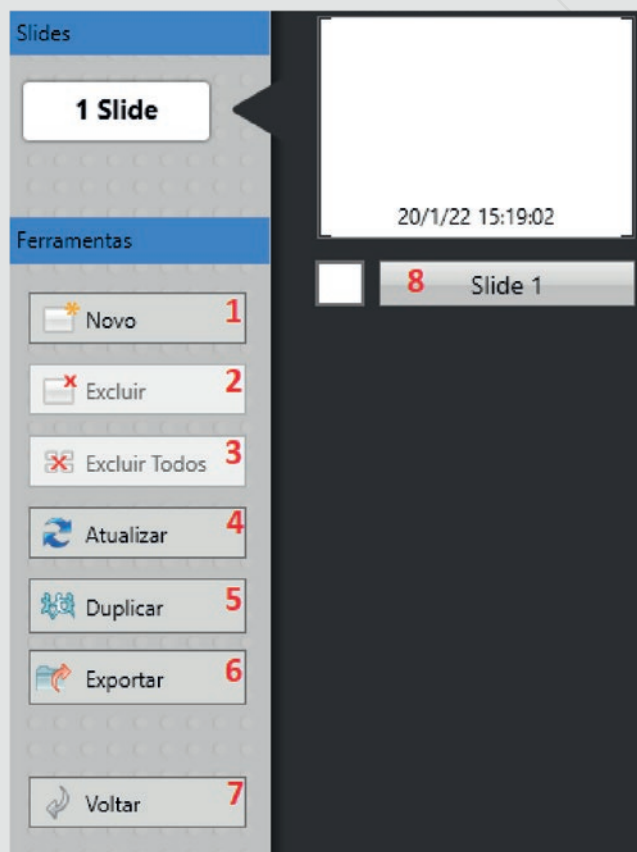 Slides
1 Slide
20/1/22 15:19:02
8 Slide 1
Ferramentas
Novo 1
Excluir 2
Excluir Todos 3
Atualizar 4
Duplicar 5
Exportar 6
Voltar 7